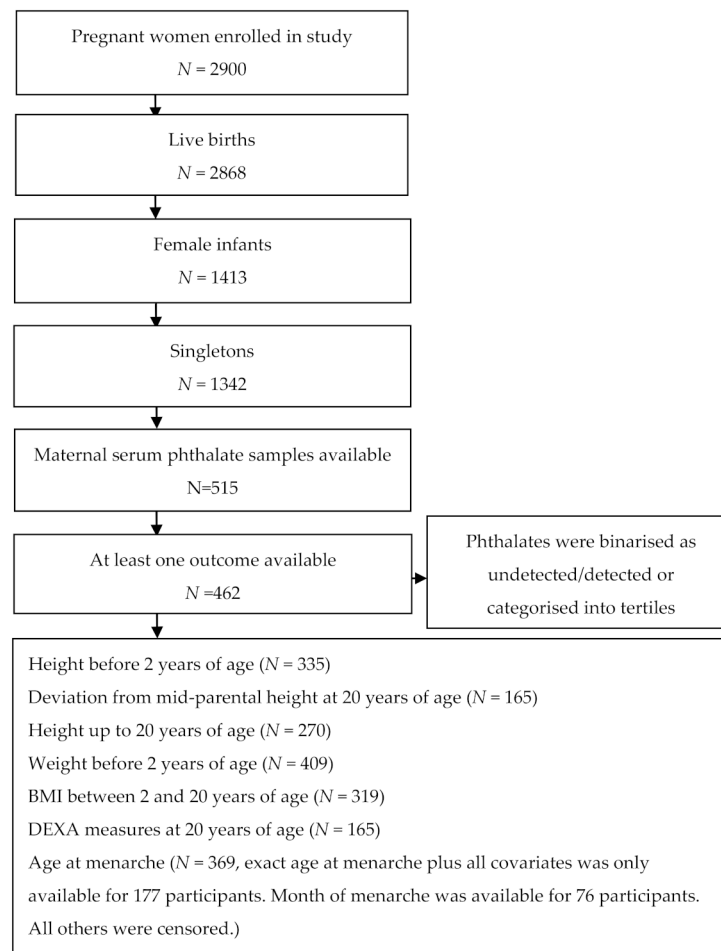 Pregnant women enrolled in study
N = 2900
Live births
N = 2868
Female infants
N = 1413
Singletons
N = 1342
Maternal serum phthalate samples available
N=515
At least one outcome available
N =462
Phthalates were binarised as
undetected/detected or
categorised into tertiles
Height before 2 years of age (N = 335)
Deviation from mid-parental height at 20 years of age (N = 165)
Height up to 20 years of age (N = 270)
Weight before 2 years of age (N = 409)
BMI between 2 and 20 years of age (N = 319)
DEXA measures at 20 years of age (N = 165)
Age at menarche (N = 369, exact age at menarche plus all covariates was only
available for 177 participants. Month of menarche was available for 76 participants.
All others were censored.)